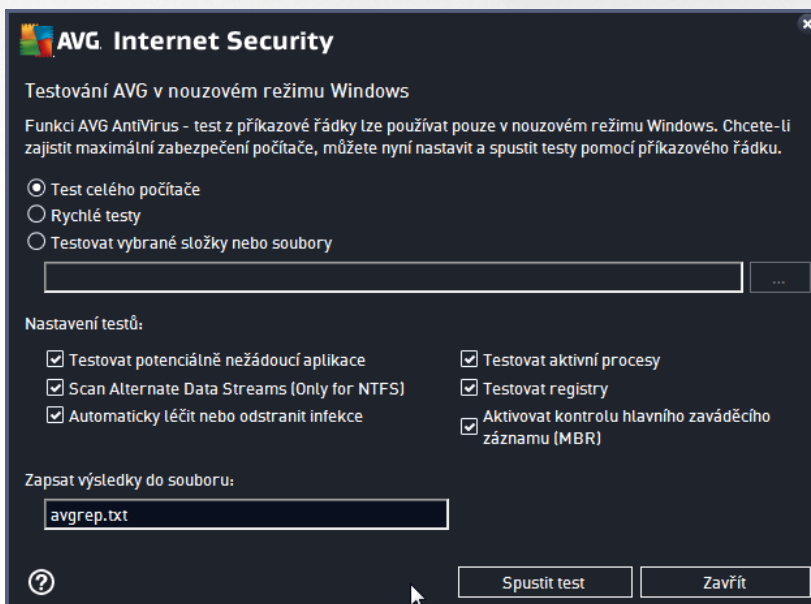 AVG. Internet Security
Testování AVG v nouzovém režimu Windows
Funkci AVG AntiVirus - test z příkazové řádky lze používat pouze v nouzovém režimu Windows. Chcete-li
zajistit maximální zabezpečení počítače, můžete nyní nastavit a spustit testy pomocí příkazového řádku.
Test celého počítače
Rychlé testy
Testovat vybrané složky nebo soubory
...
Nastavení testů:
Testovat potenciálně nežádoucí aplikace
Scan Alternate Data Streams (Only for NTFS)
Automaticky léčit nebo odstranit infekce
Testovat aktivní procesy
Testovat registry
Aktivovat kontrolu hlavního zaváděcího
záznamu (MBR)
Zapsat výsledky do souboru:
avgrep.txt
?
Spustit test
Zavřít